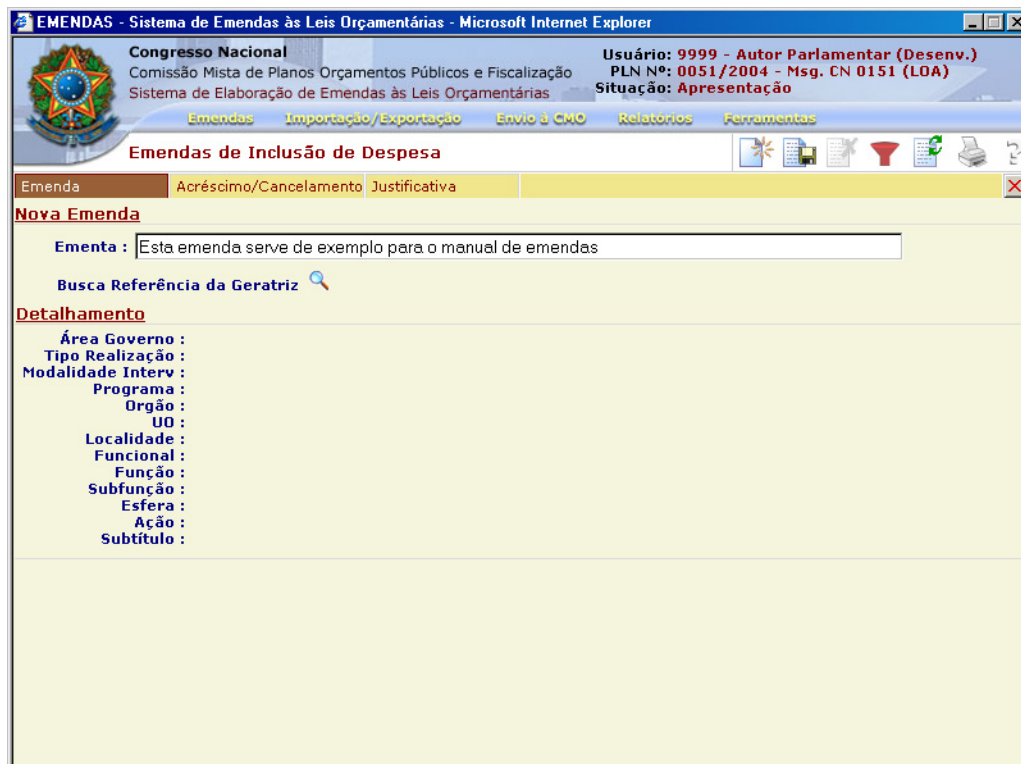 EMENDAS - Sistema de Emendas às Leis Orçamentárias - Microsoft Internet Explorer
Congresso Nacional
Comissão Mista de Planos Orçamentos Públicos e Fiscalização
Sistema de Elaboração de Emendas às Leis Orçamentárias
Usuário: 9999 - Autor Parlamentar (Desenv.)
PLN Nº: 0051/2004 - Msg. CN 0151 (LOA)
Situação: Apresentação
Emendas Importação/Exportação Envio à CMO Relatórios Ferramentas
Emendas de Inclusão de Despesa
Emenda Acréscimo/Cancelamento Justificativa
Nova Emenda
Ementa : Esta emenda serve de exemplo para o manual de emendas
Busca Referência da Geratriz
Detalhamento
Área Governo :
Tipo Realização :
Modalidade Interv :
Programa :
Orgão :
UO :
Localidade :
Funcional :
Função :
Subfunção :
Esfera :
Ação :
Subtítulo :